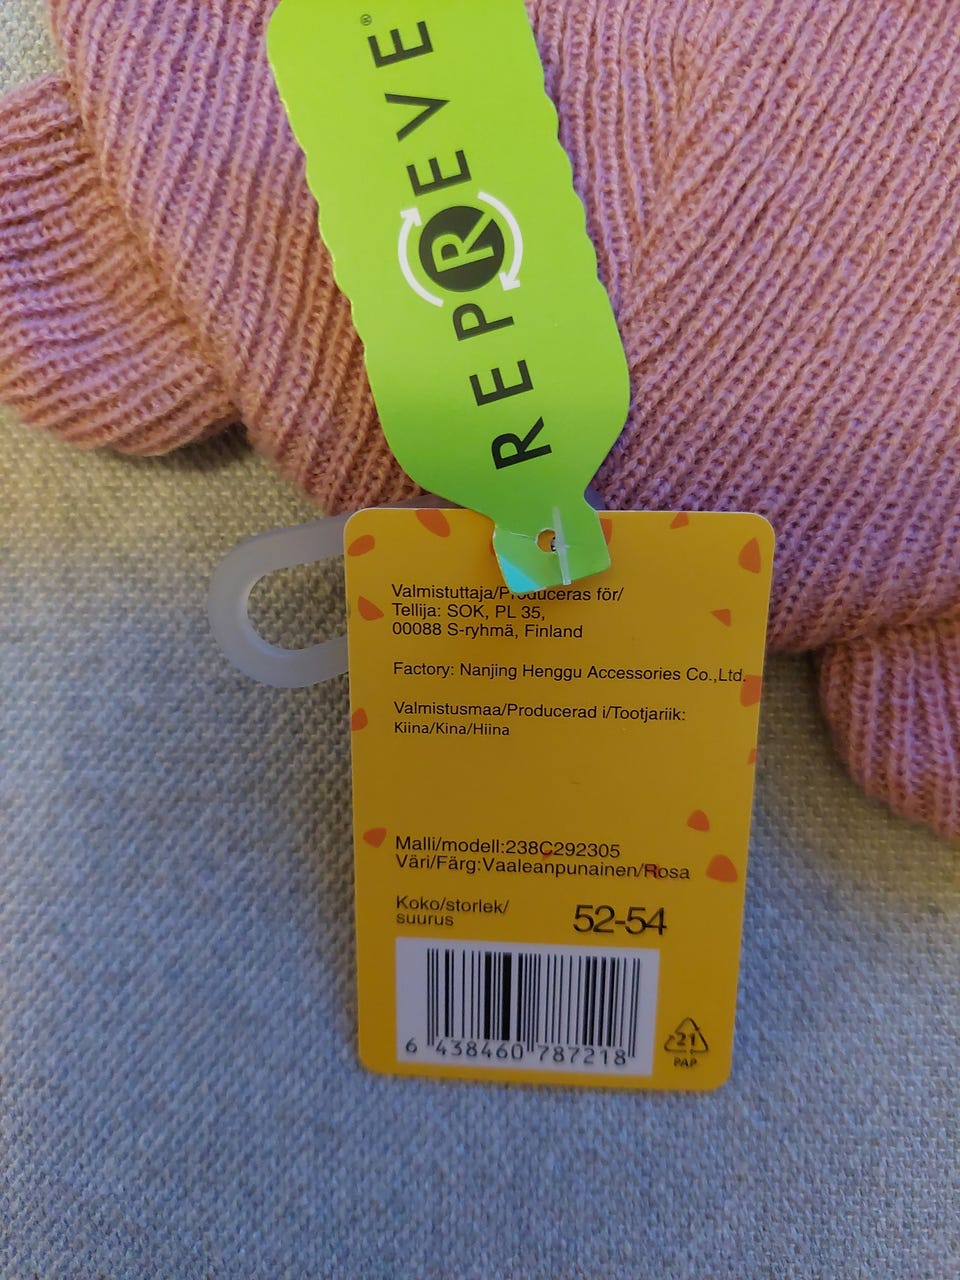 REPREVE®
Valmistuttaja/Produceras för/
Tellija: SOK, PL 35,
00088 S-ryhmä, Finland
Factory: Nanjing Henggu Accessories Co.,Ltd.
Valmistusmaa/Producerad i/Tootjariik:
Kiina/Kina/Hiina
Malli/modell:238C292305
Väri/Färg:Vaaleanpunainen/Rosa
Koko/storlek/
suurus
52-54
6 438460 787218
21
PAP